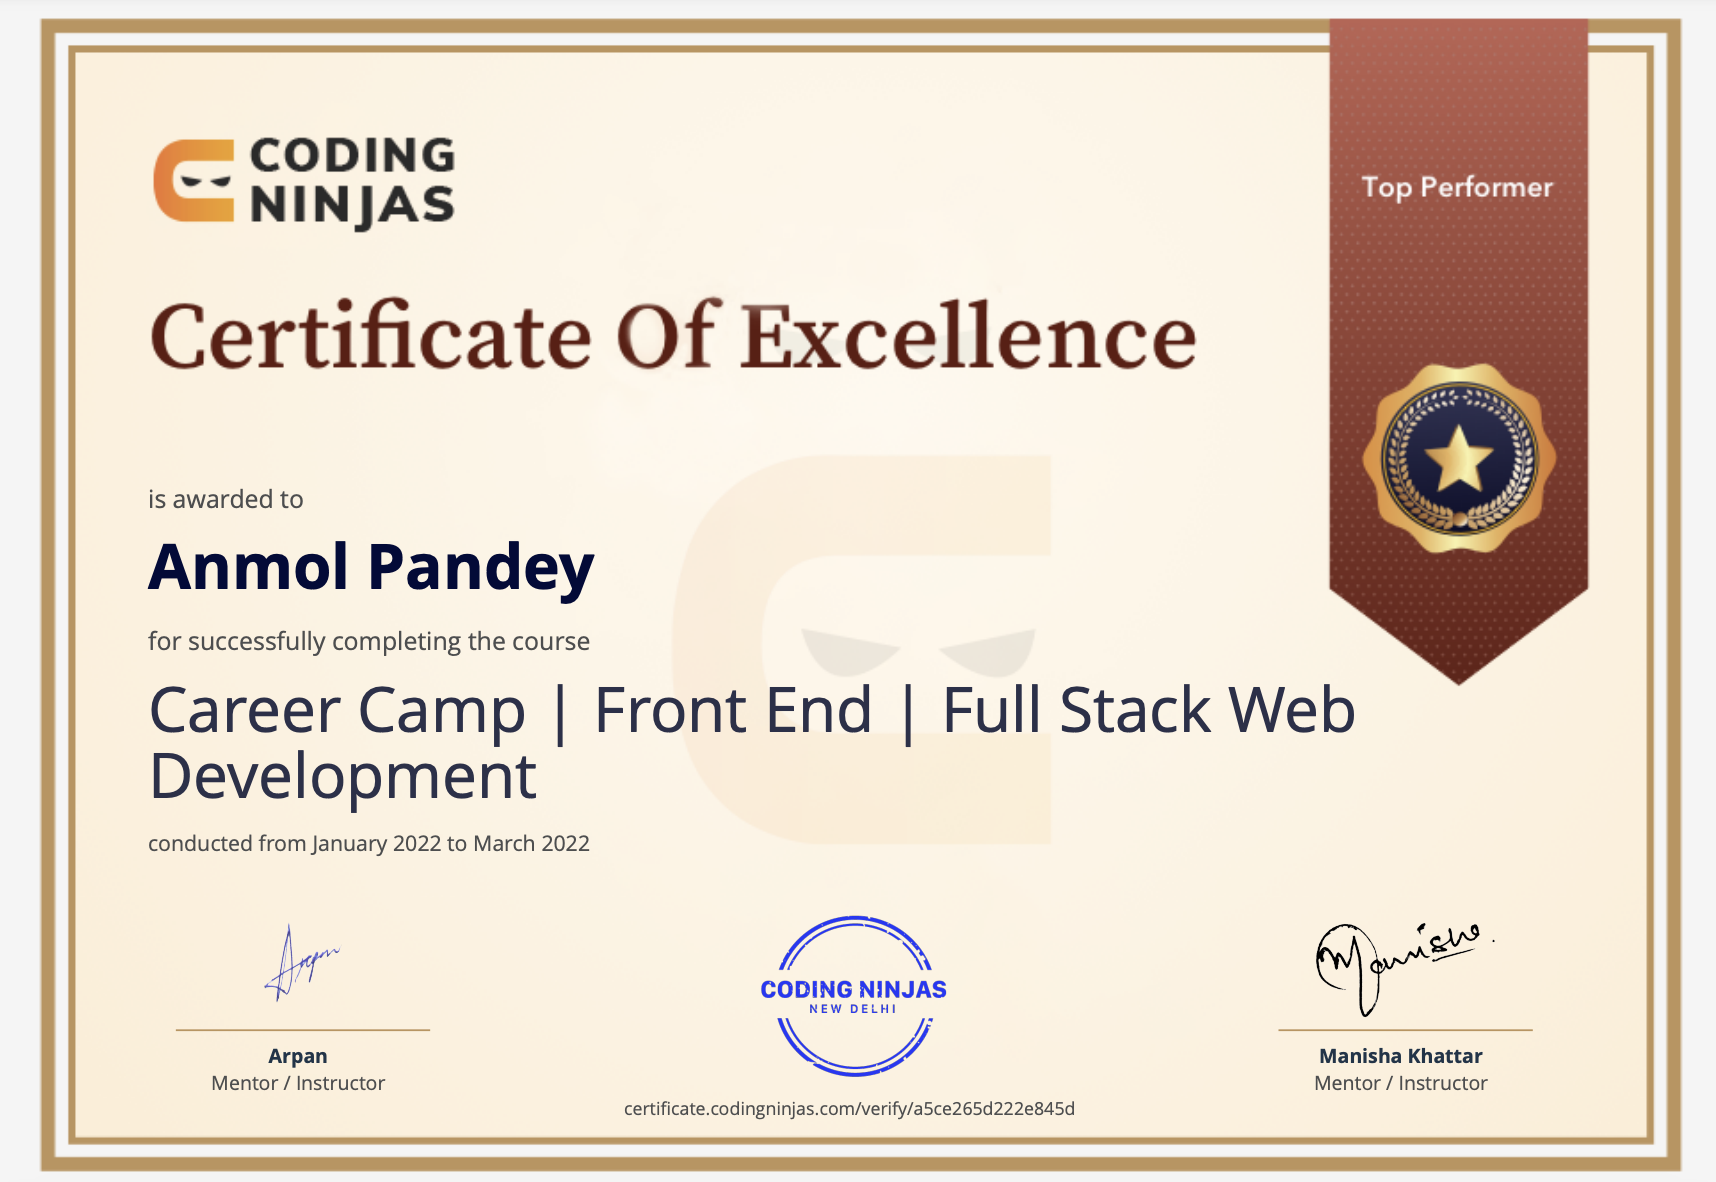 CODING
NINJAS
Top Performer
Certificate Of Excellence
is awarded to
Anmol Pandey
for successfully completing the course
Career Camp | Front End | Full Stack Web
Development
conducted from January 2022 to March 2022
Arpan
Manisha
CODING NINJAS
NEW DELHI
Arpan
Mentor / Instructor
Manisha Khattar
Mentor / Instructor
certificate.codingninjas.com/verify/a5ce265d222e845d